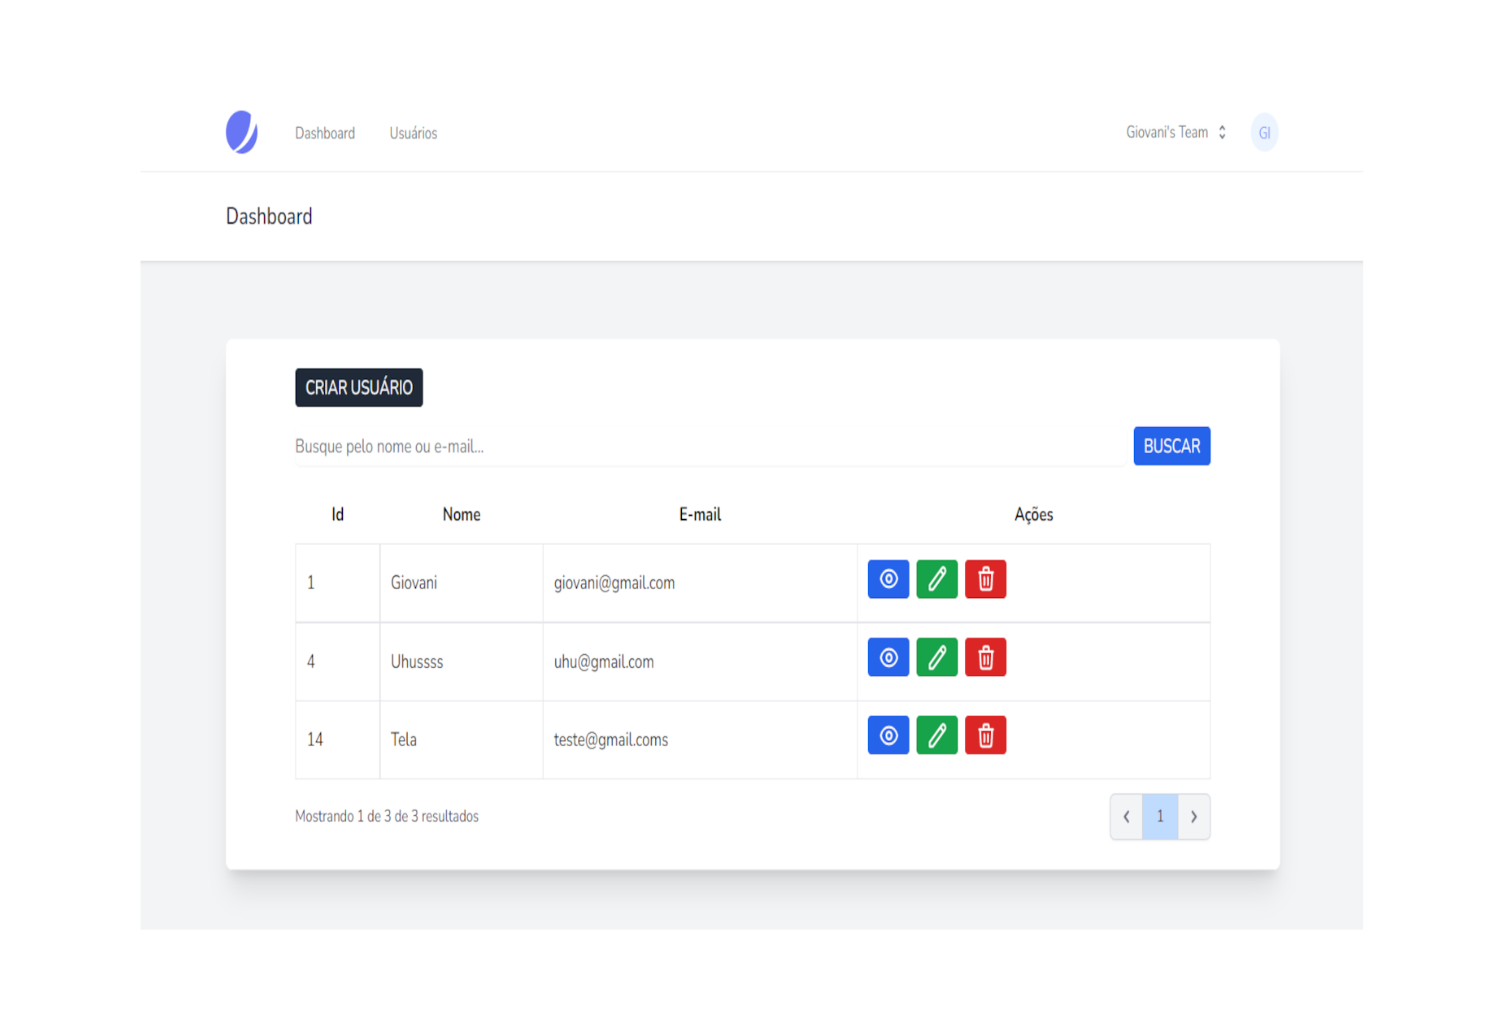 Dashboard Usuários Giovani's Team GI
Dashboard
CRIAR USUÁRIO
Busque pelo nome ou e-mail... BUSCAR
Id Nome E-mail Ações
1 Giovani giovani@gmail.com
4 Uhussss uhu@gmail.com
14 Tela teste@gmail.coms
Mostrando 1 de 3 de 3 resultados ‹ 1 ›